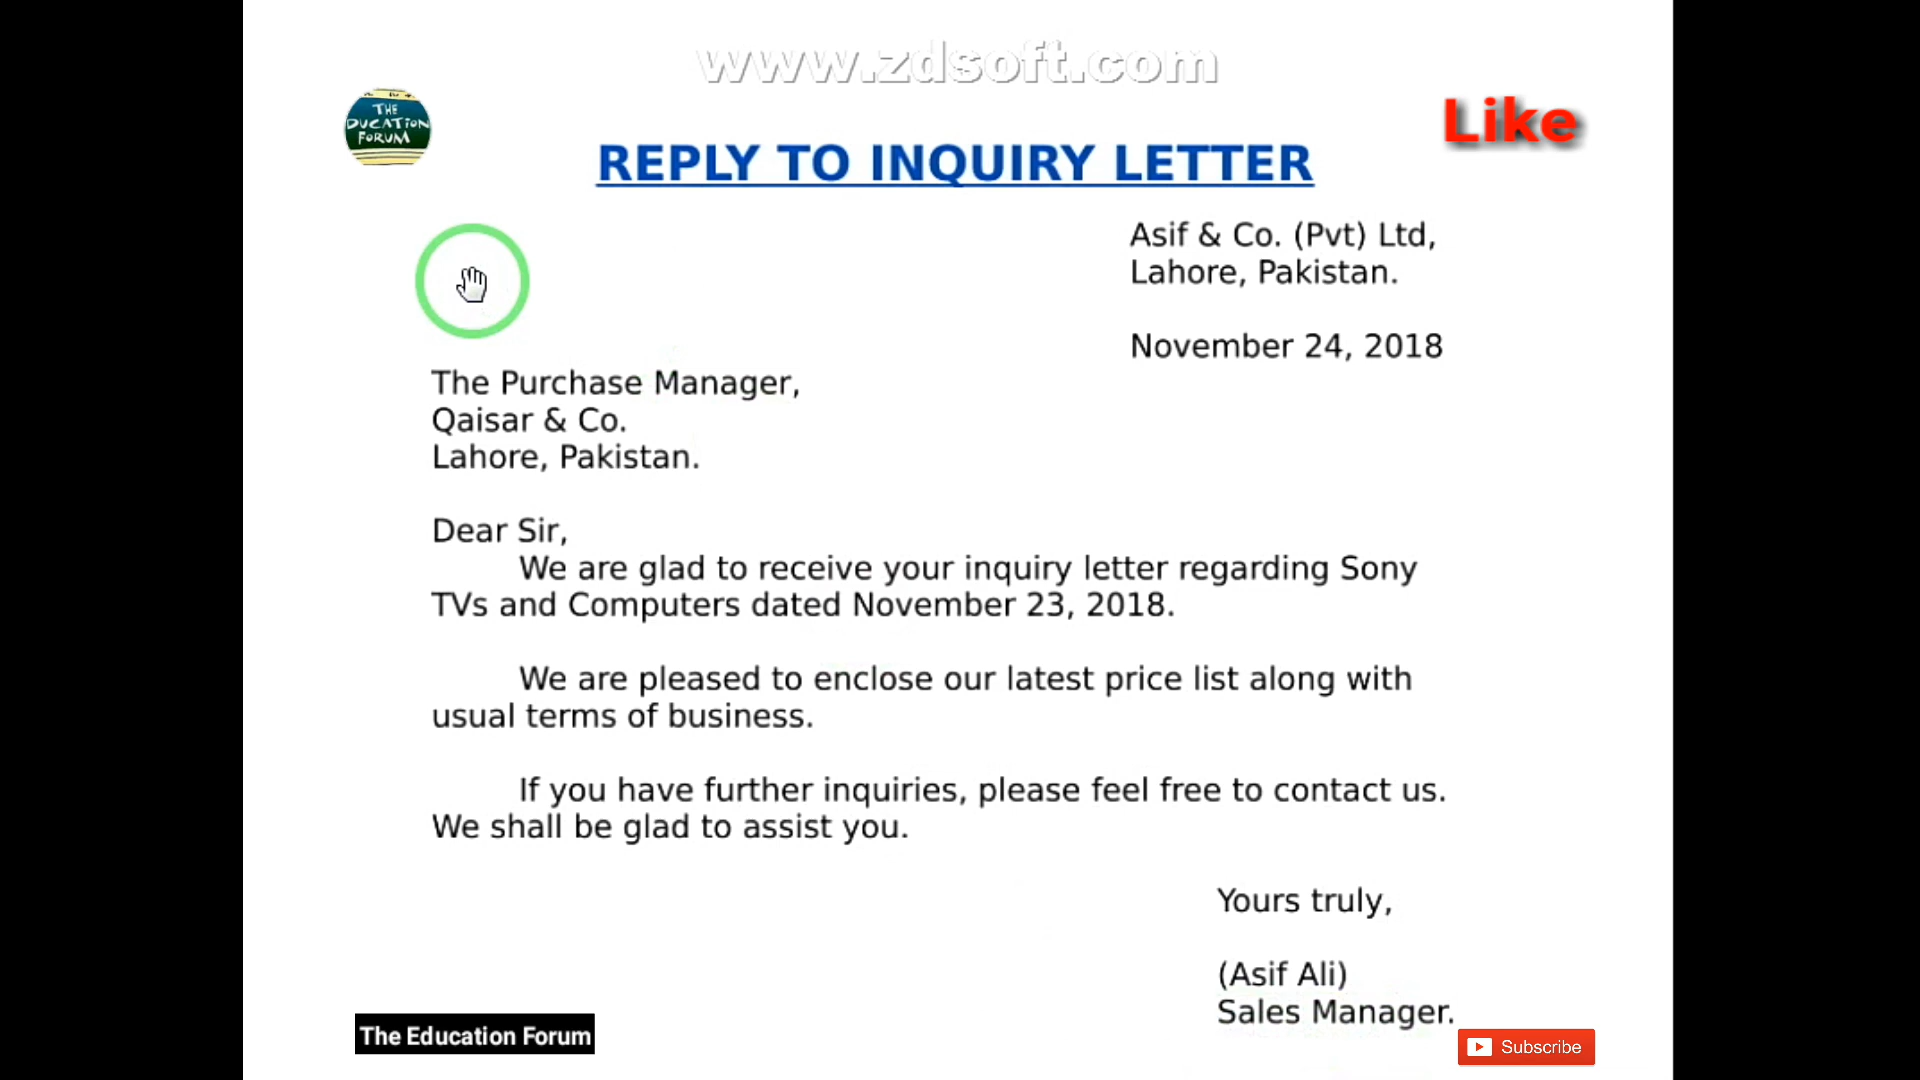 www.zdsoft.com
THE
DUCATION
FORUM
Like
REPLY TO INQUIRY LETTER
Asif & Co. (Pvt) Ltd,
Lahore, Pakistan.
November 24, 2018
The Purchase Manager,
Qaisar & Co.
Lahore, Pakistan.
Dear Sir,
We are glad to receive your inquiry letter regarding Sony
TVs and Computers dated November 23, 2018.
We are pleased to enclose our latest price list along with
usual terms of business.
If you have further inquiries, please feel free to contact us.
We shall be glad to assist you.
Yours truly,
(Asif Ali)
Sales Manager.
The Education Forum
Subscribe